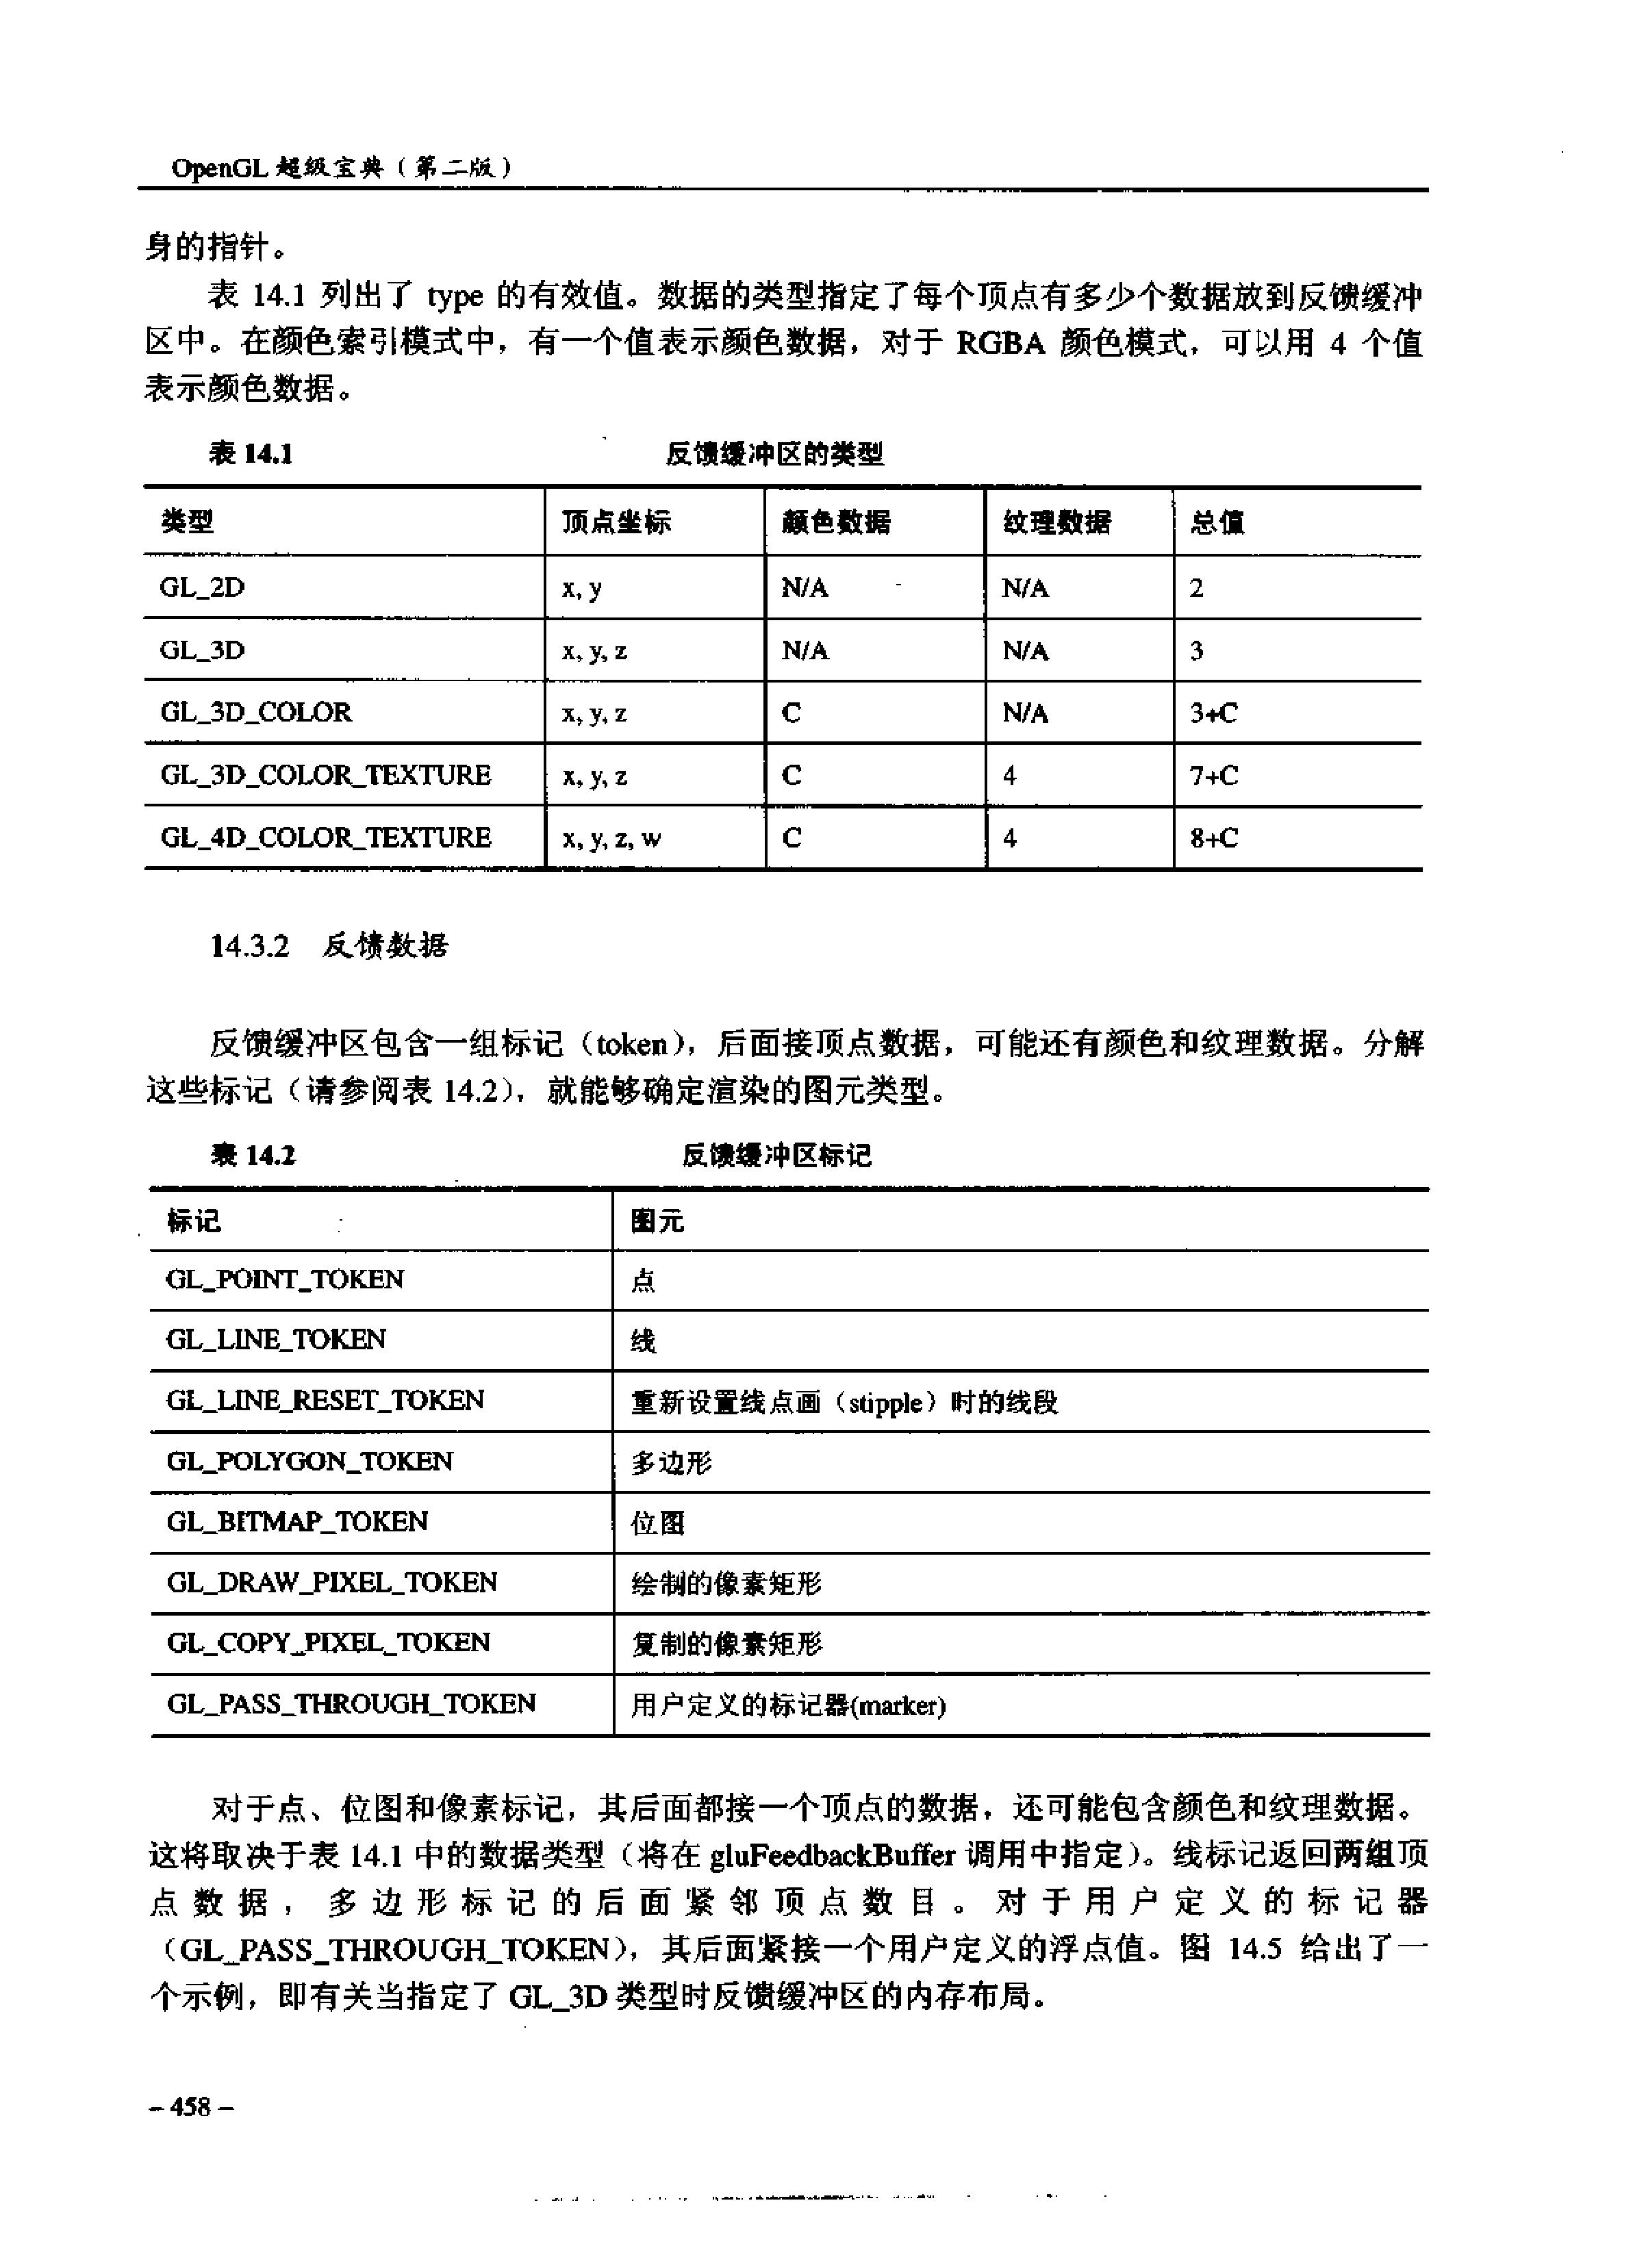 OpenGL 超级宝典（第二版）
身的指针。
表 14.1 列出了 type 的有效值。数据的类型指定了每个顶点有多少个数据放到反馈缓冲
区中。在颜色索引模式中，有一个值表示颜色数据，对于 RGBA 颜色模式，可以用 4 个值
表示颜色数据。
表 14.1 反馈缓冲区的类型
类型 顶点坐标 颜色数据 纹理数据 总值
GL_2D x, y N/A N/A 2
GL_3D x, y, z N/A N/A 3
GL_3D_COLOR x, y, z C N/A 3+C
GL_3D_COLOR_TEXTURE x, y, z C 4 7+C
GL_4D_COLOR_TEXTURE x, y, z, w C 4 8+C
14.3.2 反馈数据
反馈缓冲区包含一组标记（token），后面接顶点数据，可能还有颜色和纹理数据。分解
这些标记（请参阅表 14.2），就能够确定渲染的图元类型。
表 14.2 反馈缓冲区标记
标记 图元
GL_POINT_TOKEN 点
GL_LINE_TOKEN 线
GL_LINE_RESET_TOKEN 重新设置线点画（stipple）时的线段
GL_POLYGON_TOKEN 多边形
GL_BITMAP_TOKEN 位图
GL_DRAW_PIXEL_TOKEN 绘制的像素矩形
GL_COPY_PIXEL_TOKEN 复制的像素矩形
GL_PASS_THROUGH_TOKEN 用户定义的标记器(marker)
对于点、位图和像素标记，其后面都接一个顶点的数据，还可能包含颜色和纹理数据。
这将取决于表 14.1 中的数据类型（将在 gluFeedbackBuffer 调用中指定）。线标记返回两组顶
点数据，多边形标记的后面紧邻顶点数目。对于用户定义的标记器
（GL_PASS_THROUGH_TOKEN），其后面紧接一个用户定义的浮点值。图 14.5 给出了一
个示例，即有关当指定了 GL_3D 类型时反馈缓冲区的内存布局。
– 458 –